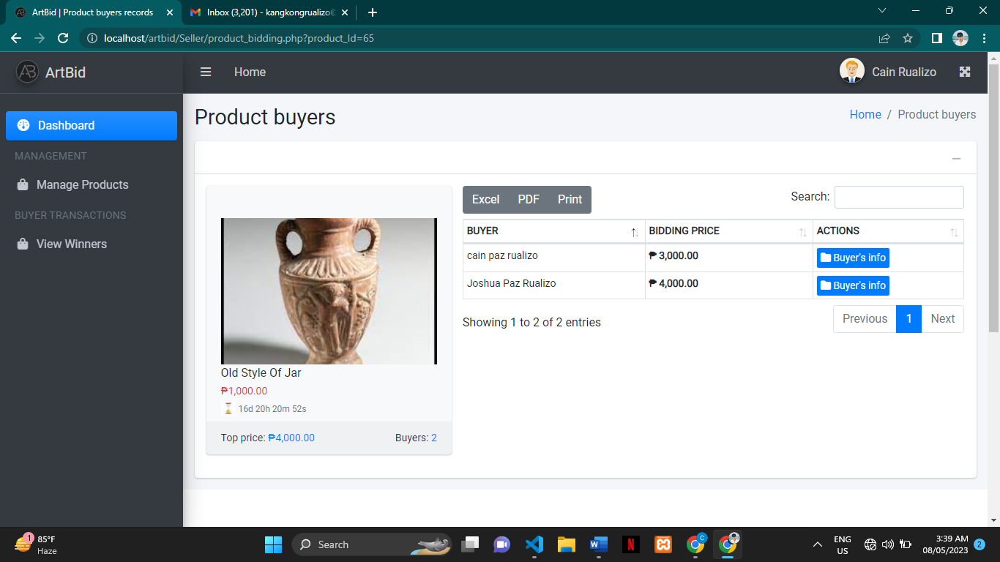 ArtBid | Product buyers records
Inbox (3,201) - kangkongrualizo
localhost/artbid/Seller/product_bidding.php?product_Id=65
AB ArtBid
Home
Cain Rualizo
Dashboard
MANAGEMENT
Manage Products
BUYER TRANSACTIONS
View Winners
Product buyers
Home / Product buyers
Excel PDF Print
Search:
BUYER BIDDING PRICE ACTIONS
cain paz rualizo ₱ 3,000.00 Buyer's info
Joshua Paz Rualizo ₱ 4,000.00 Buyer's info
Showing 1 to 2 of 2 entries
Previous 1 Next
Old Style Of Jar
₱1,000.00
16d 20h 20m 52s
Top price: ₱4,000.00 Buyers: 2
1
85°F
Haze
Search
C
ENG
US
3:39 AM
08/05/2023
2